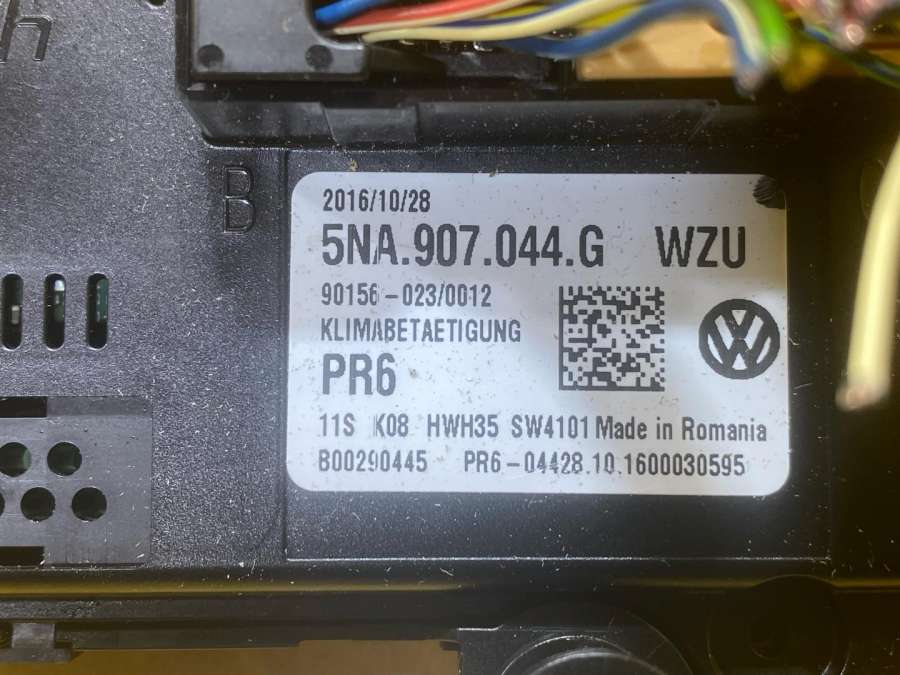 h
B
2016/10/28
5NA.907.044.G WZU
90156-023/0012
KLIMABETAETIGUNG
PR6
11S K08 HWH35 SW4101 Made in Romania
B00290445 PR6-04428.10.1600030595